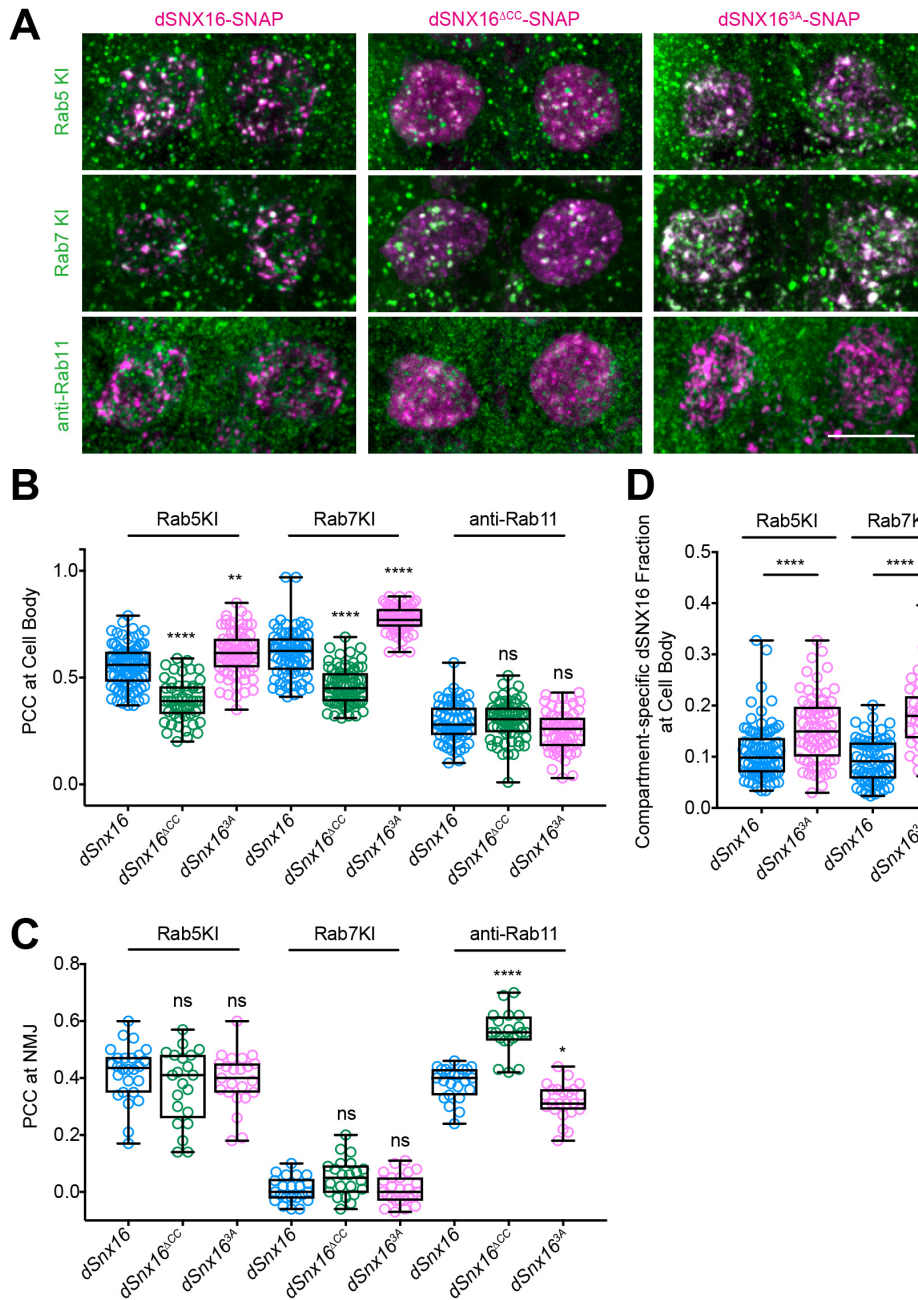 A
dSNX16-SNAP
dSNX16ΔCC-SNAP
dSNX163A-SNAP
Rab5 KI
Rab7 KI
anti-Rab11
B
Rab5KI
Rab7KI
anti-Rab11
PCC at Cell Body
1.0
0.5
0.0
****
**
****
****
ns
ns
dSnx16
dSnx16ΔCC
dSnx163A
dSnx16
dSnx16ΔCC
dSnx163A
dSnx16
dSnx16ΔCC
dSnx163A
D
Rab5KI
Rab7K
Compartment-specific dSNX16 Fraction
at Cell Body
0.5
0.4
0.3
0.2
0.1
0.0
****
****
dSnx16
dSnx163A
dSnx16
dSnx163
C
Rab5KI
Rab7KI
anti-Rab11
PCC at NMJ
0.8
0.6
0.4
0.2
0.0
ns
ns
ns
ns
****
*
dSnx16
dSnx16ΔCC
dSnx163A
dSnx16
dSnx16ΔCC
dSnx163A
dSnx16
dSnx16ΔCC
dSnx163A